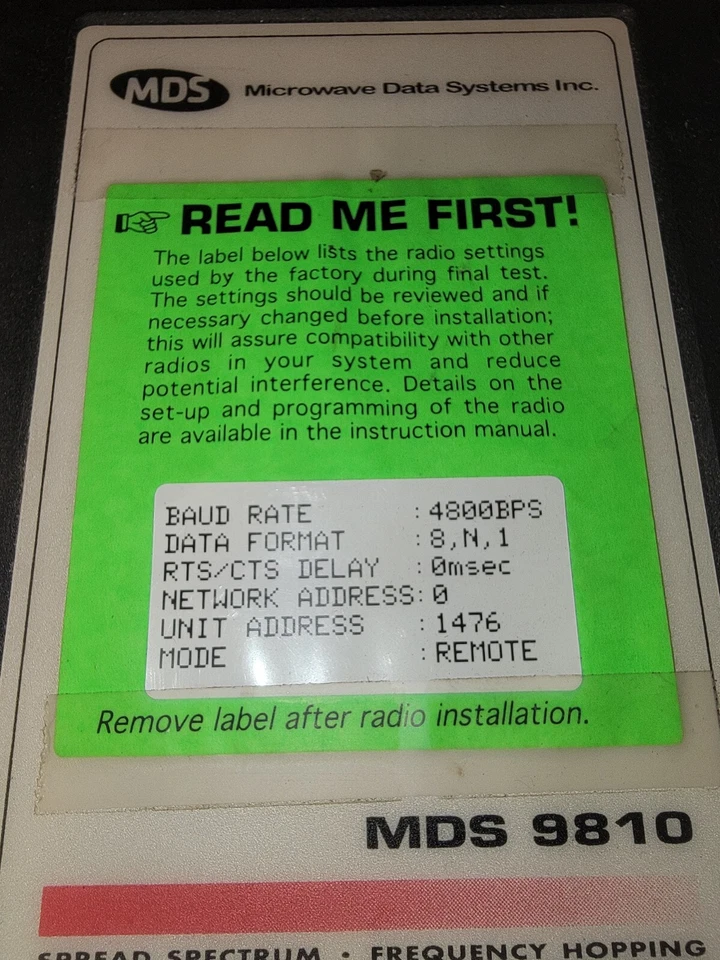 MDS Microwave Data Systems Inc.
READ ME FIRST!
The label below lists the radio settings
used by the factory during final test.
The settings should be reviewed and if
necessary changed before installation;
this will assure compatibility with other
radios in your system and reduce
potential interference. Details on the
set-up and programming of the radio
are available in the instruction manual.
BAUD RATE :4800BPS
DATA FORMAT :8,N,1
RTS/CTS DELAY :0msec
NETWORK ADDRESS:0
UNIT ADDRESS :1476
MODE :REMOTE
Remove label after radio installation.
MDS 9810
SPREAD SPECTRUM · FREQUENCY HOPPING